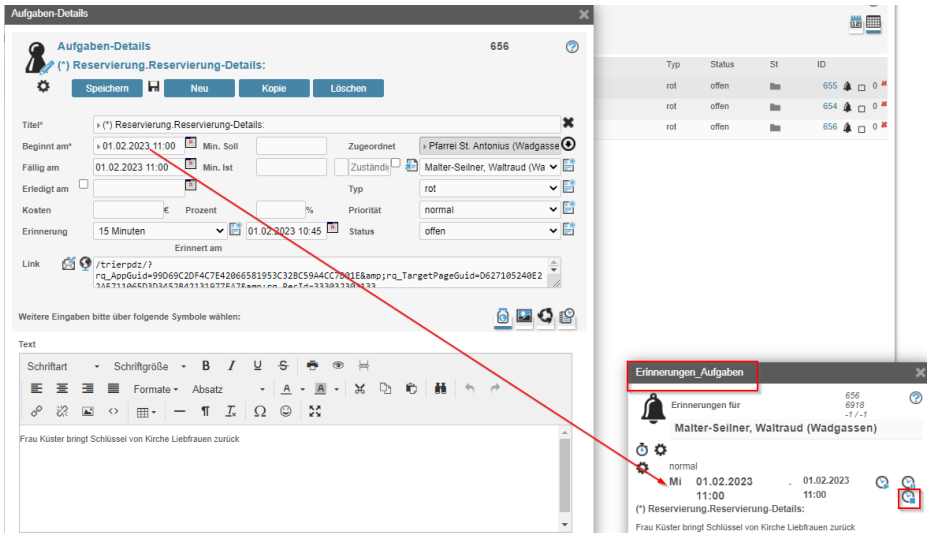 Aufgaben-Details
Aufgaben-Details 656
(*) Reservierung.Reservierung-Details:
Speichern Neu Kopie Löschen
Titel* (*) Reservierung.Reservierung-Details:
Beginnt am* 01.02.2023 11:00 Min. Soll Zugeordnet Pfarrei St. Antonius (Wadgasse
Fällig am 01.02.2023 11:00 Min. Ist Zuständi Malter-Seilner, Waltraud (Wa
Erledigt am Typ rot
Kosten € Prozent % Priorität normal
Erinnerung 15 Minuten 01.02.2023 10:45 Status offen
Erinnert am
Link /trierpdz/?
rq_AppGuid=99D69C2DF4C7E42066581953C32BC59A4CC7D01E&amp;rq_TargetPageGuid=D627105240E2
Weitere Eingaben bitte über folgende Symbole wählen:
Text
Schriftart Schriftgröße B I U S
Formate Absatz A A
Frau Küster bringt Schlüssel von Kirche Liebfrauen zurück
Typ Status St ID
rot offen 655 0
rot offen 654 0
rot offen 656 0
Erinnerungen_Aufgaben
Erinnerungen für 656
6918
-1 / -1
Malter-Seilner, Waltraud (Wadgassen)
normal
Mi 01.02.2023 - 01.02.2023
11:00 11:00
(*) Reservierung.Reservierung-Details:
Frau Küster bringt Schlüssel von Kirche Liebfrauen zurück